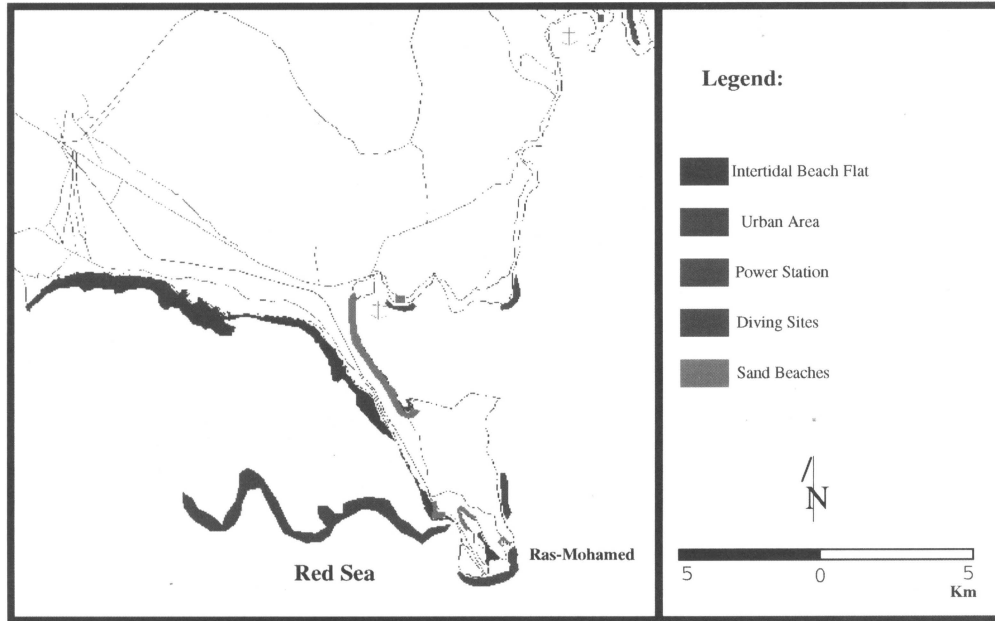 Legend:
Intertidal Beach Flat
Urban Area
Power Station
Diving Sites
Sand Beaches
N
5 0 5
Km
Ras-Mohamed
Red Sea